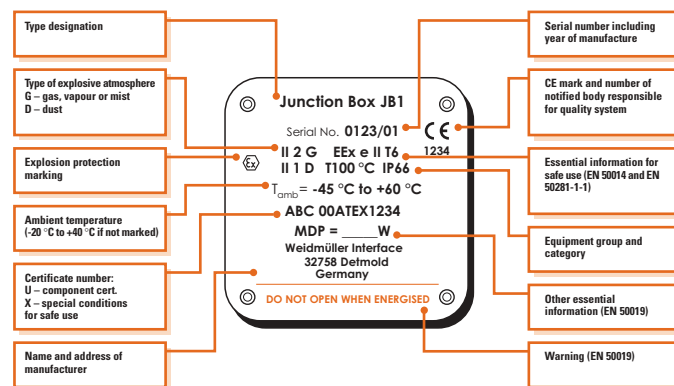 Type designation
Type of explosive atmosphere
G – gas, vapour or mist
D – dust
Explosion protection
marking
Ambient temperature
(-20 °C to +40 °C if not marked)
Certificate number:
U – component cert.
X – special conditions
for safe use
Name and address of
manufacturer
Junction Box JB1
Serial No. 0123/01
CE
1234
II 2 G EEx e II T6
II 1 D T100 °C IP66
Ex
Tamb= -45 °C to +60 °C
ABC 00ATEX1234
MDP = _____W
Weidmüller Interface
32758 Detmold
Germany
DO NOT OPEN WHEN ENERGISED
Serial number including
year of manufacture
CE mark and number of
notified body responsible
for quality system
Essential information for
safe use (EN 50014 and EN
50281-1-1)
Equipment group and
category
Other essential
information (EN 50019)
Warning (EN 50019)